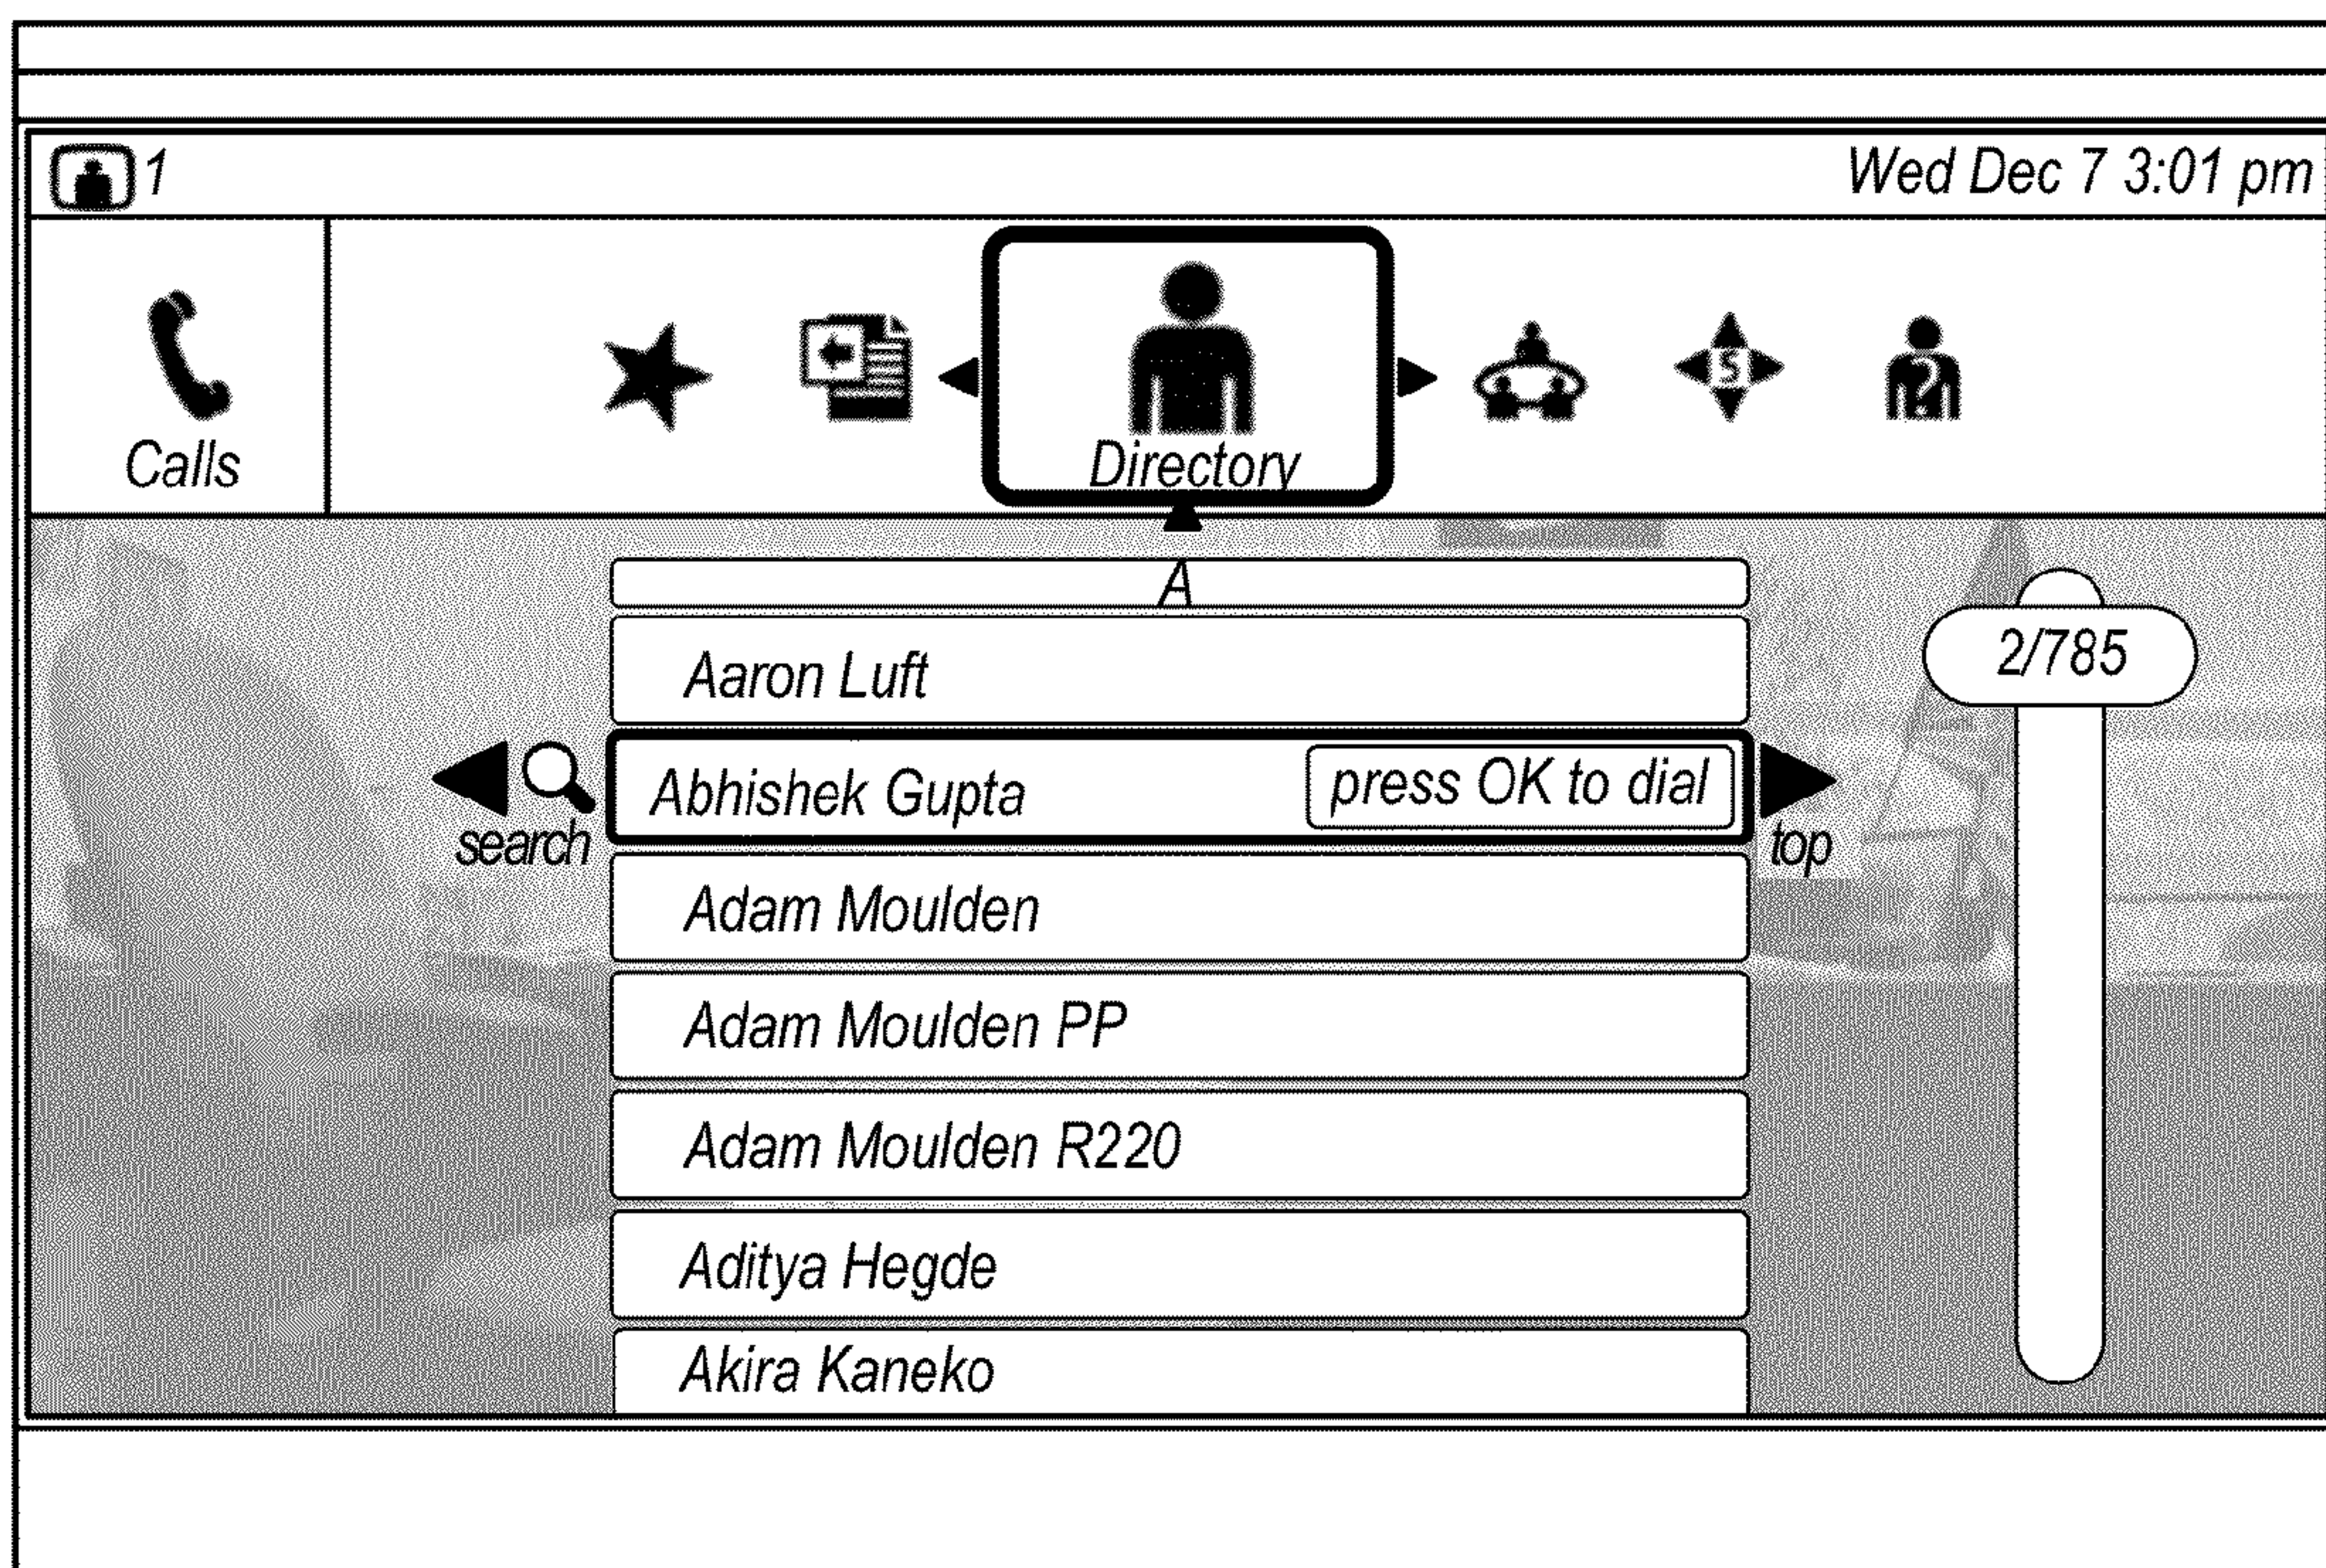 1
Wed Dec 7 3:01 pm
Calls
Directory
S
?
A
Aaron Luft
2/785
Abhishek Gupta
press OK to dial
search
top
Adam Moulden
Adam Moulden PP
Adam Moulden R220
Aditya Hegde
Akira Kaneko